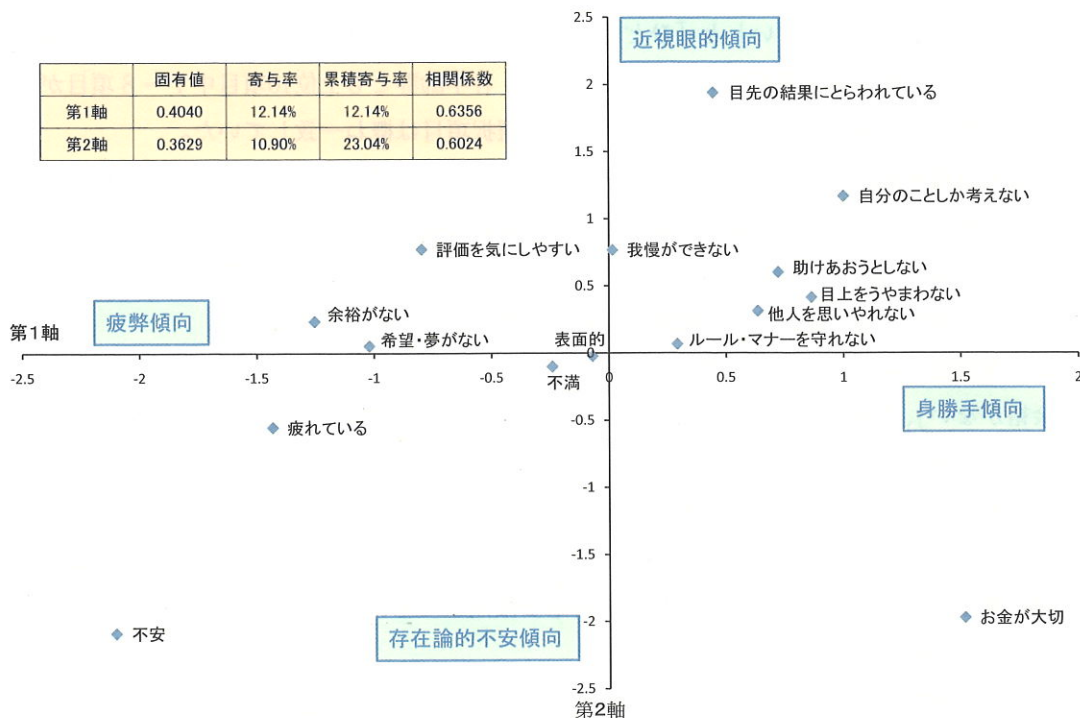 2.5
近視眼的傾向
固有値 寄与率 累積寄与率 相関係数
第1軸 0.4040 12.14% 12.14% 0.6356
第2軸 0.3629 10.90% 23.04% 0.6024
2
目先の結果にとらわれている
1.5
自分のことしか考えない
1
評価を気にしやすい
我慢ができない
助けあおうとしない
0.5
目上をうやまわない
疲弊傾向
余裕がない
他人を思いやれない
第1軸
希望・夢がない
表面的
ルール・マナーを守れない
0
-2.5 -2 -1.5 -1 -0.5 0 0.5 1 1.5 2
不満
身勝手傾向
-0.5
疲れている
-1
-1.5
-2
お金が大切
不安
存在論的不安傾向
-2.5
第2軸